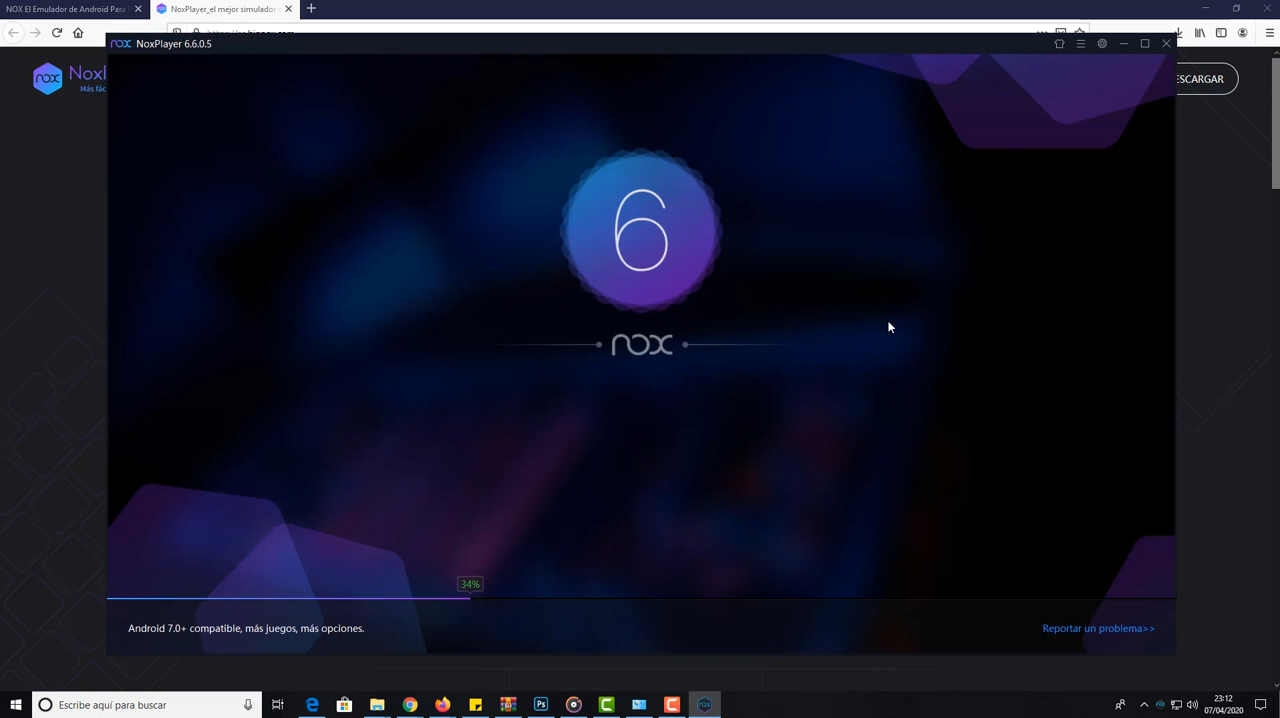 NOX El Emulador de Android Para
NoxPlayer_el mejor simulador d
NoxPlayer 6.6.0.5
nox
Más fác
ESCARGAR
6
nox
34%
Android 7.0+ compatible, más juegos, más opciones.
Reportar un problema>>
Escribe aquí para buscar
23:12
07/04/2020